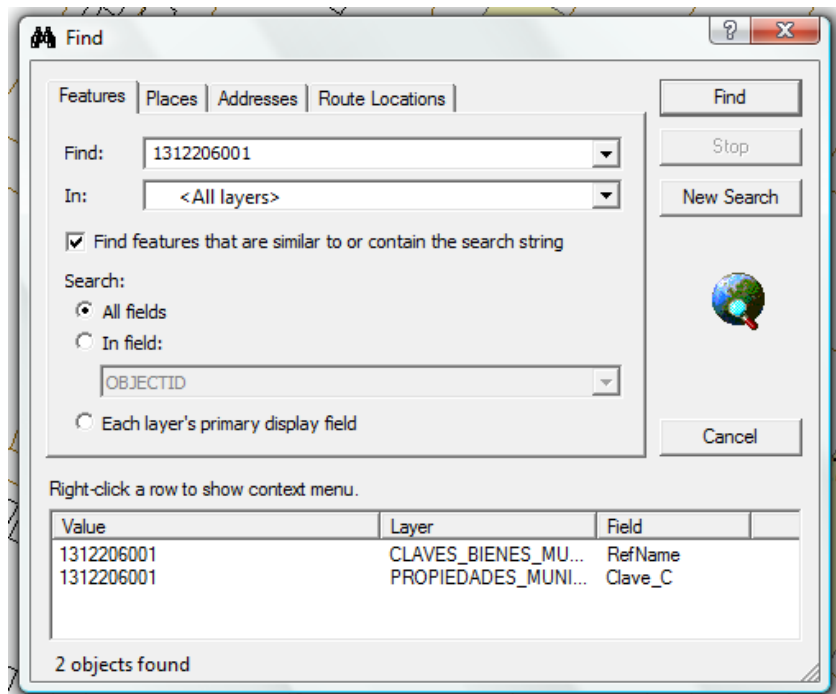 Find
Features Places Addresses Route Locations
Find: 1312206001
In: <All layers>
Find features that are similar to or contain the search string
Search:
All fields
In field:
OBJECTID
Each layer's primary display field
Find
Stop
New Search
Cancel
Right-click a row to show context menu.
Value Layer Field
1312206001 CLAVES_BIENES_MU... RefName
1312206001 PROPIEDADES_MUNI... Clave_C
2 objects found